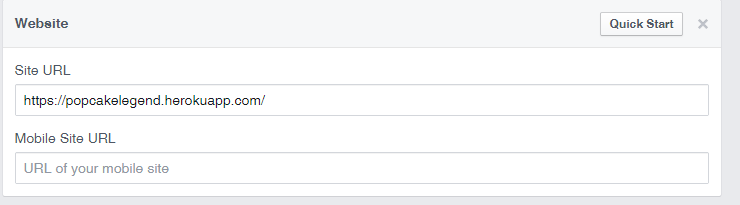 Website
Quick Start
Site URL
https://popcakelegend.herokuapp.com/
Mobile Site URL
URL of your mobile site